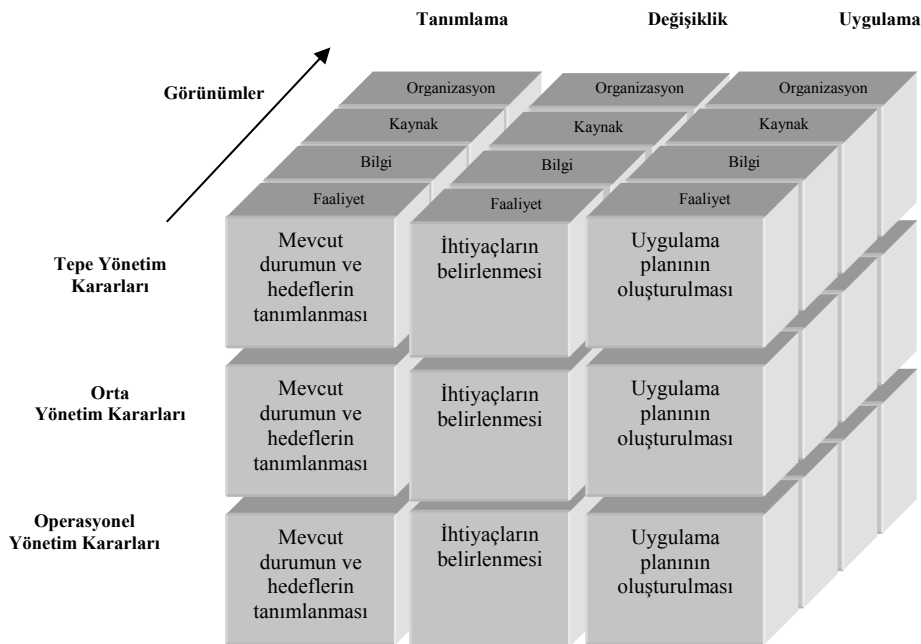 Tanımlama Değişiklik Uygulama
Görünümler
Organizasyon Organizasyon Organizasyon
Kaynak Kaynak Kaynak
Bilgi Bilgi Bilgi
Faaliyet Faaliyet Faaliyet
Tepe Yönetim
Kararları
Mevcut
durumun ve
hedeflerin
tanımlanması
İhtiyaçların
belirlenmesi
Uygulama
planının
oluşturulması
Orta
Yönetim Kararları
Mevcut
durumun ve
hedeflerin
tanımlanması
İhtiyaçların
belirlenmesi
Uygulama
planının
oluşturulması
Operasyonel
Yönetim Kararları
Mevcut
durumun ve
hedeflerin
tanımlanması
İhtiyaçların
belirlenmesi
Uygulama
planının
oluşturulması